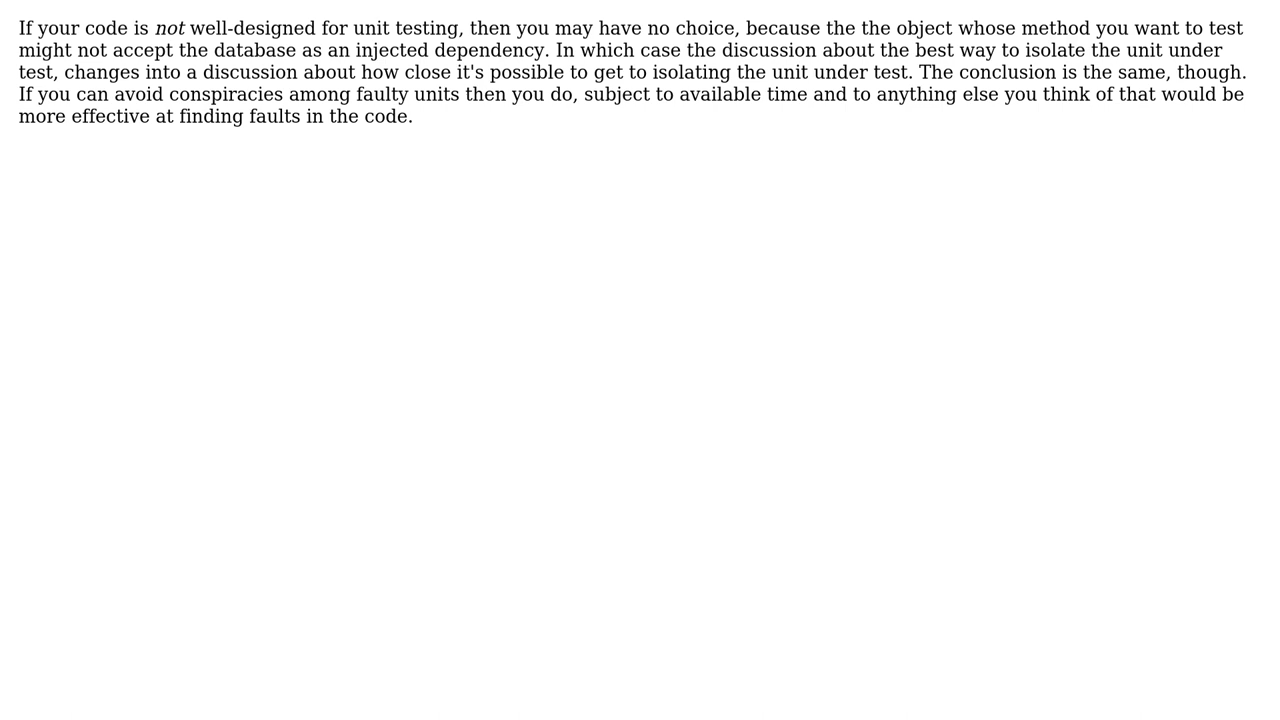 If your code is not well-designed for unit testing, then you may have no choice, because the the object whose method you want to test
might not accept the database as an injected dependency. In which case the discussion about the best way to isolate the unit under
test, changes into a discussion about how close it's possible to get to isolating the unit under test. The conclusion is the same, though.
If you can avoid conspiracies among faulty units then you do, subject to available time and to anything else you think of that would be
more effective at finding faults in the code.